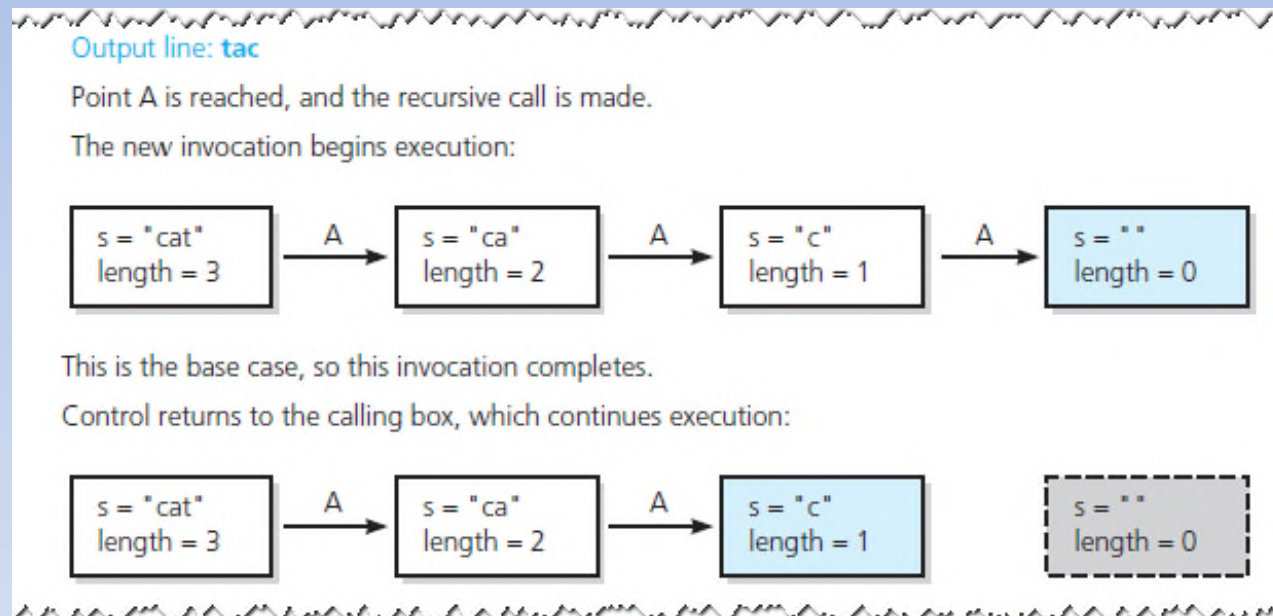 Output line: tac
Point A is reached, and the recursive call is made.
The new invocation begins execution:
s = "cat"
length = 3
A
s = "ca"
length = 2
A
s = "c"
length = 1
A
s = ""
length = 0
This is the base case, so this invocation completes.
Control returns to the calling box, which continues execution:
s = "cat"
length = 3
A
s = "ca"
length = 2
A
s = "c"
length = 1
s = ""
length = 0